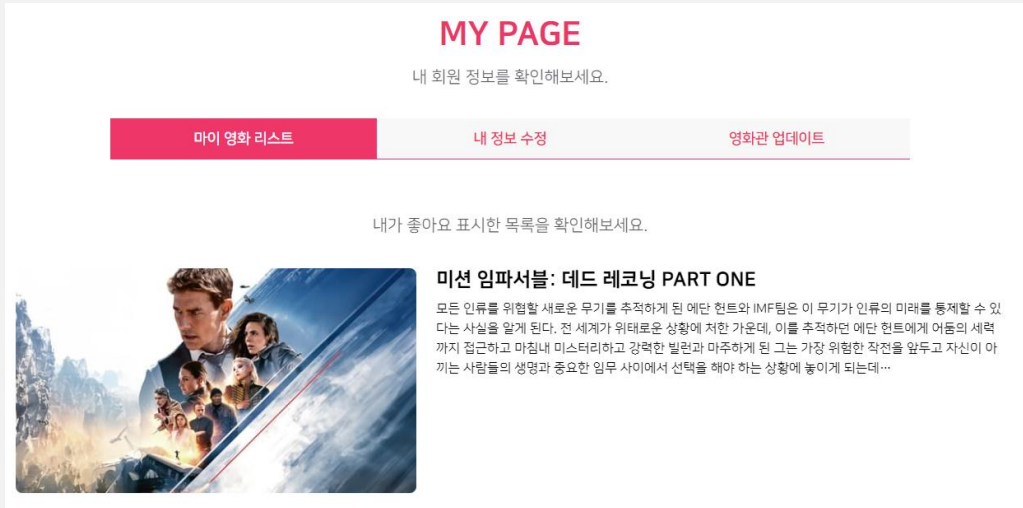 MY PAGE
내 회원 정보를 확인해보세요.
마이 영화 리스트
내 정보 수정
영화관 업데이트
내가 좋아요 표시한 목록을 확인해보세요.
미션 임파서블: 데드 레코닝 PART ONE
모든 인류를 위협할 새로운 무기를 추적하게 된 에단 헌트와 IMF팀은 이 무기가 인류의 미래를 통제할 수 있
다는 사실을 알게 된다. 전 세계가 위태로운 상황에 처한 가운데, 이를 추적하던 에단 헌트에게 어둠의 세력
까지 접근하고 마침내 미스터리하고 강력한 빌런과 마주하게 된 그는 가장 위험한 작전을 앞두고 자신이 아
끼는 사람들의 생명과 중요한 임무 사이에서 선택을 해야 하는 상황에 놓이게 되는데…